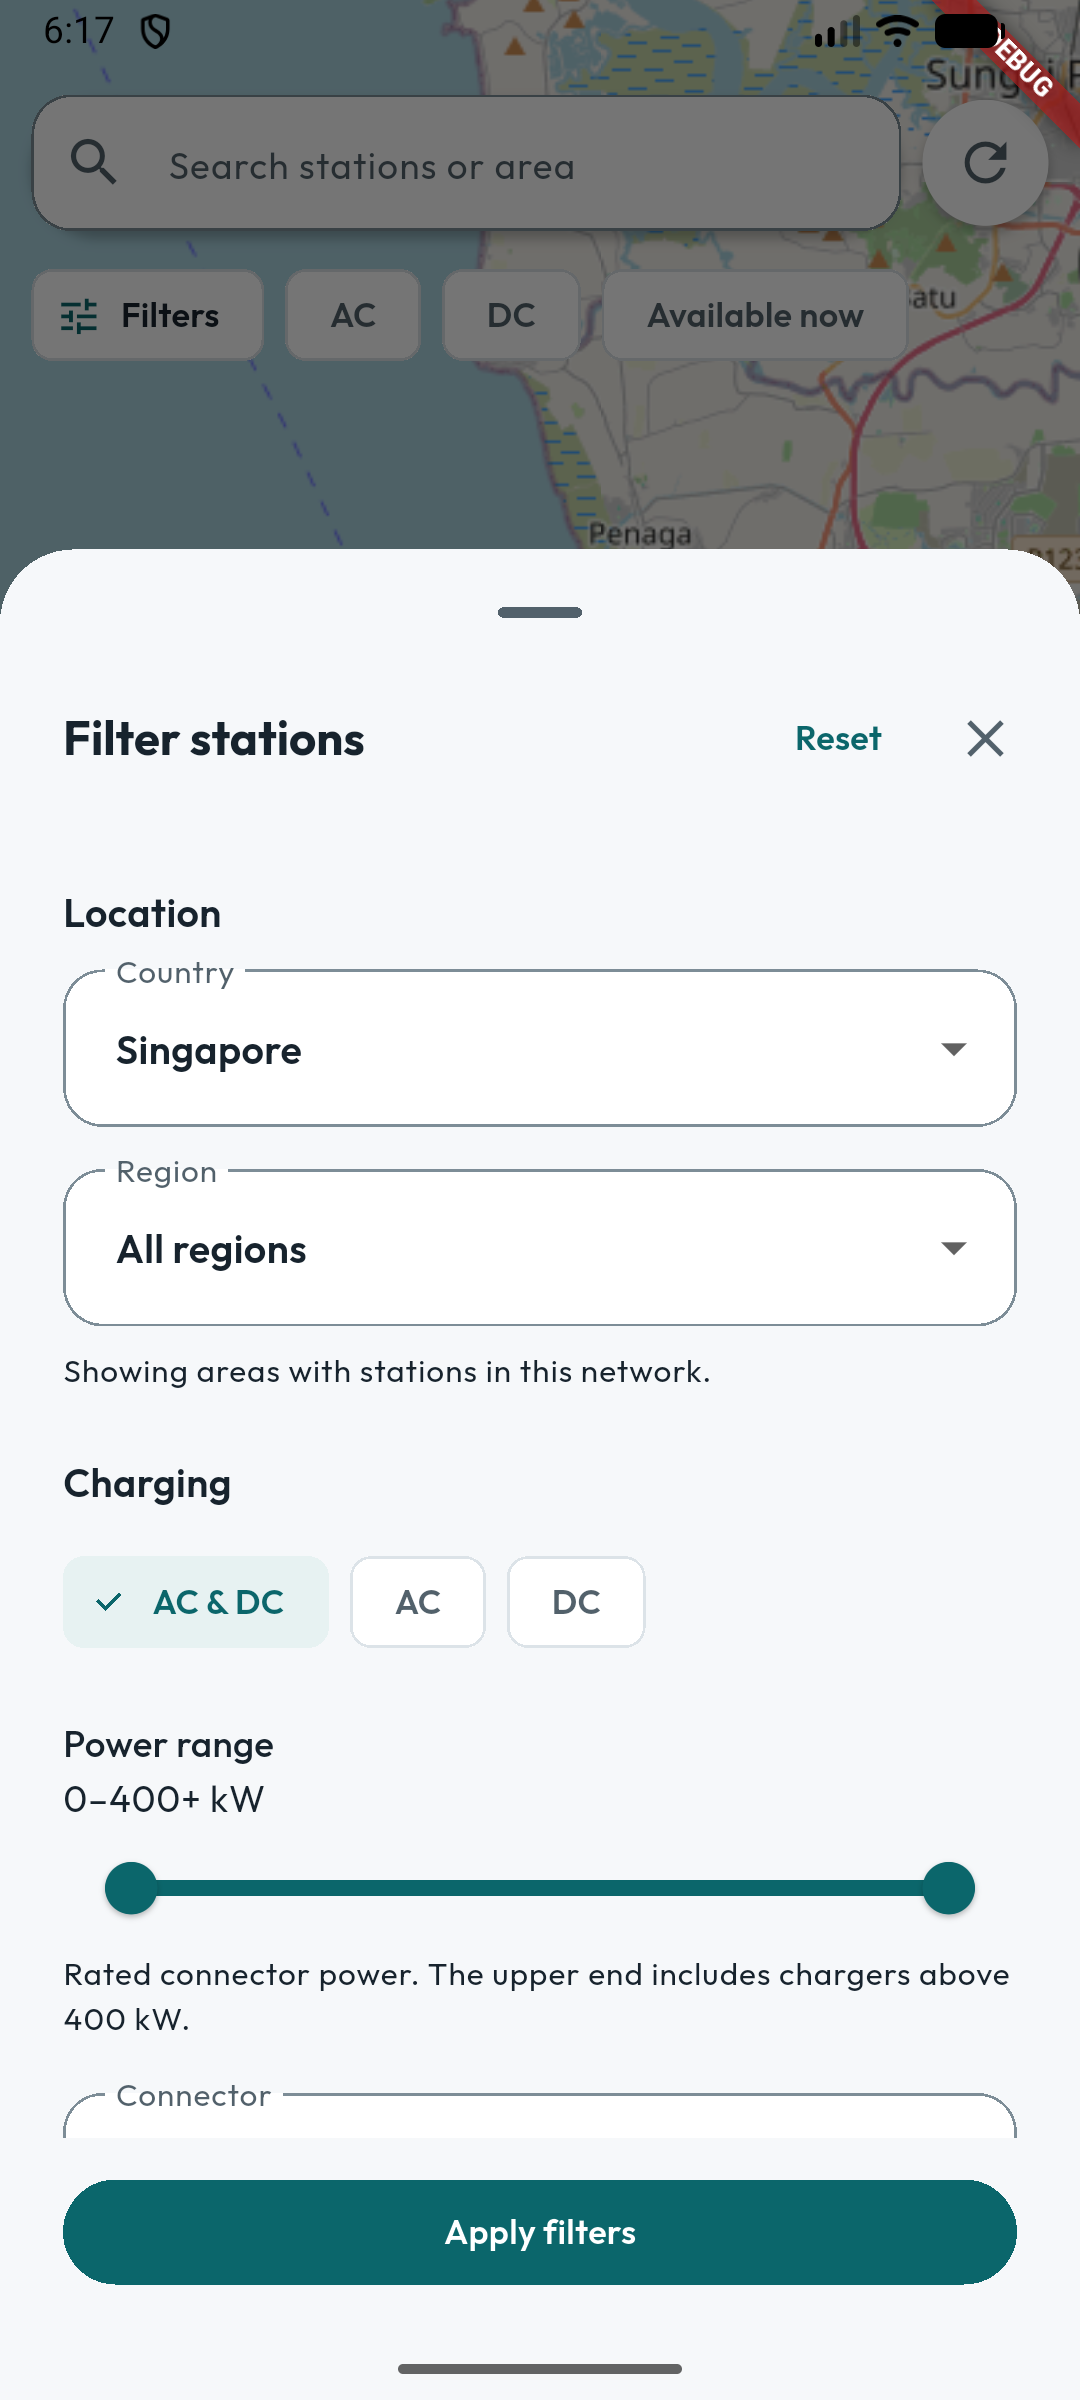 6:17
EBUG
Search stations or area
Filters
AC
DC
Available now
Penaga
Filter stations
Reset
Location
Country
Singapore
Region
All regions
Showing areas with stations in this network.
Charging
AC & DC
AC
DC
Power range
0–400+ kW
Rated connector power. The upper end includes chargers above
400 kW.
Connector
Apply filters